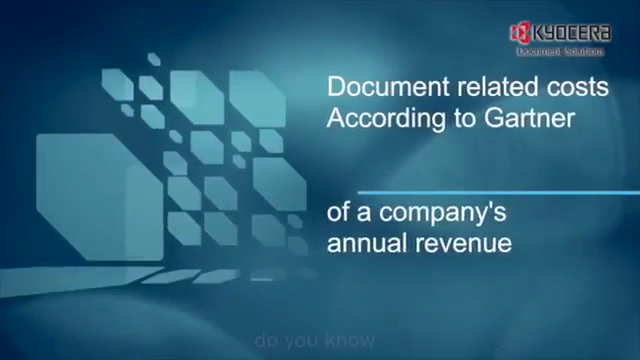 KYOCERA
Document Solutions
Document related costs
According to Gartner
of a company's
annual revenue
do you know